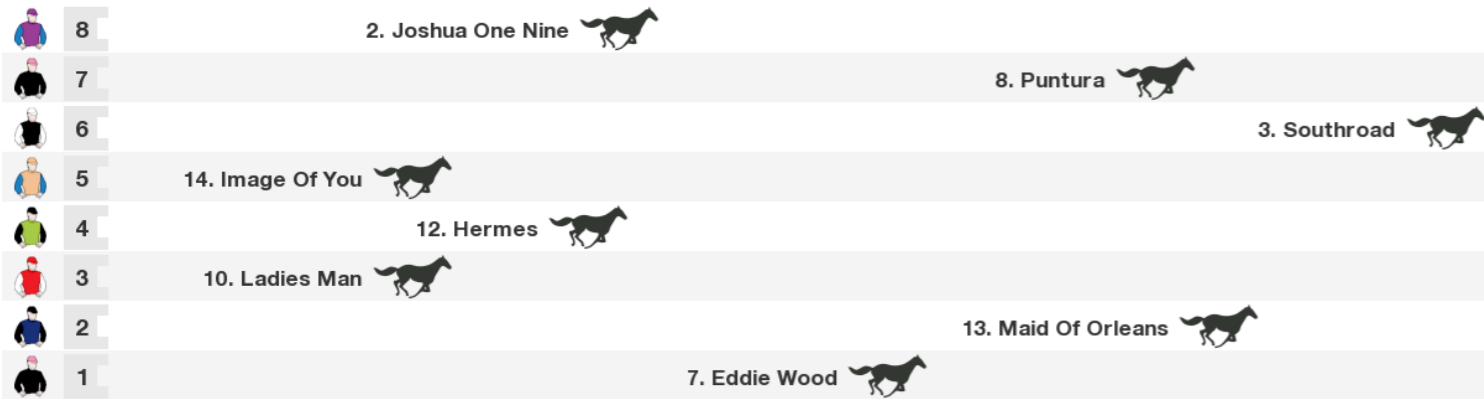 8 2. Joshua One Nine
7 8. Puntura
6 3. Southroad
5 14. Image Of You
4 12. Hermes
3 10. Ladies Man
2 13. Maid Of Orleans
1 7. Eddie Wood